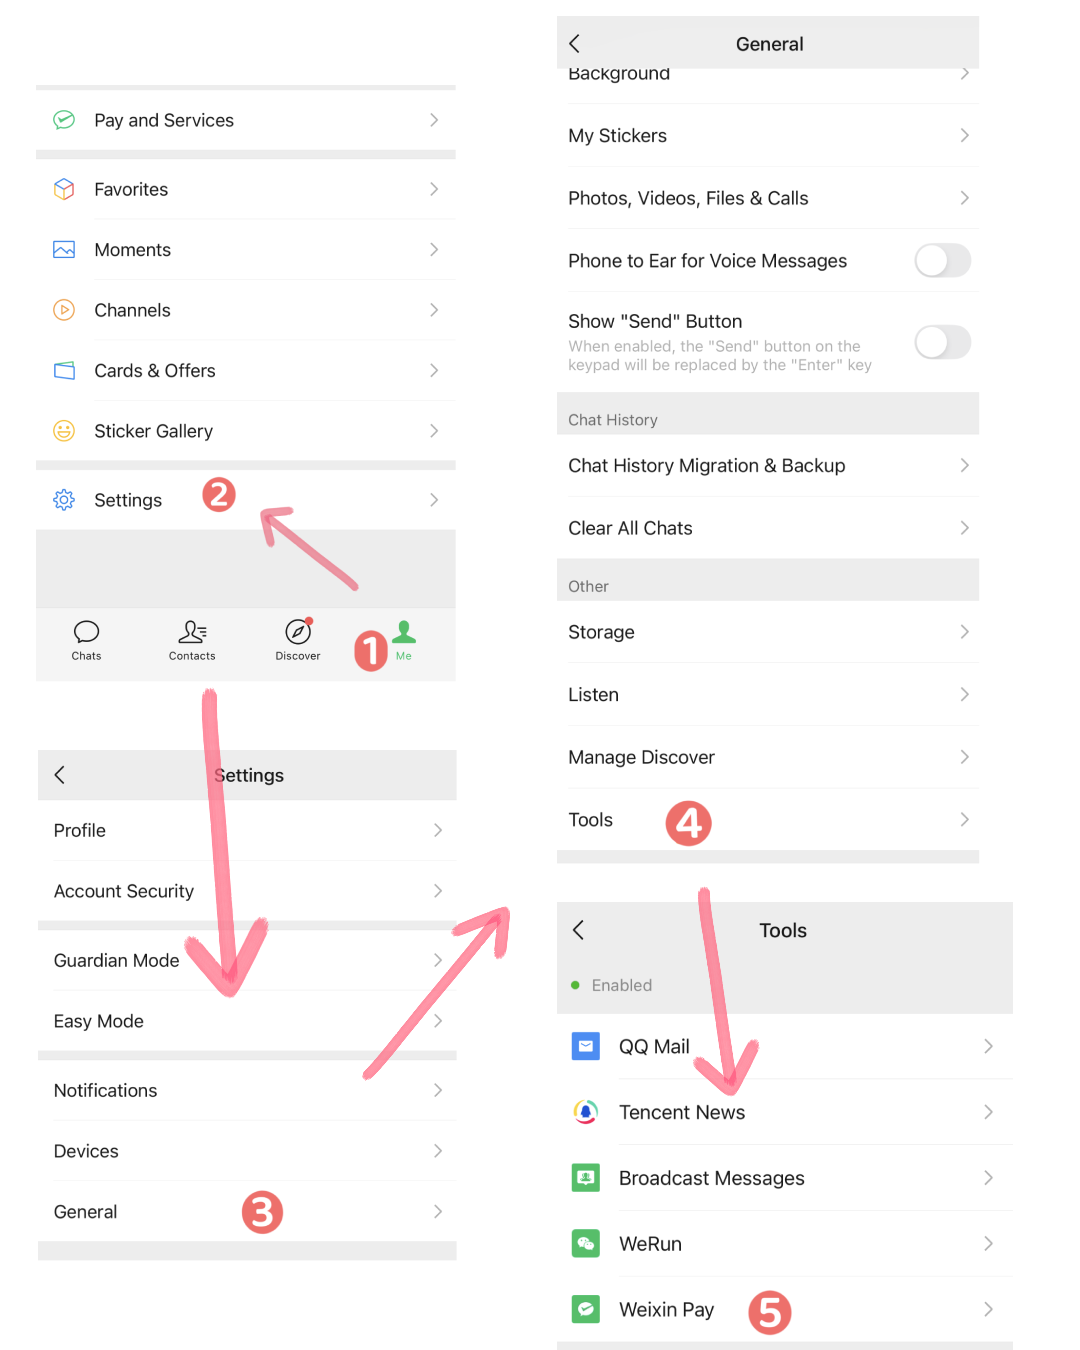 Pay and Services
Favorites
Moments
Channels
Cards & Offers
Sticker Gallery
Settings
2
Chats
Contacts
Discover
1
Me
Settings
Profile
Account Security
Guardian Mode
Easy Mode
Notifications
Devices
General
3
General
Background
My Stickers
Photos, Videos, Files & Calls
Phone to Ear for Voice Messages
Show "Send" Button
When enabled, the "Send" button on the
keypad will be replaced by the "Enter" key
Chat History
Chat History Migration & Backup
Clear All Chats
Other
Storage
Listen
Manage Discover
Tools
4
Tools
Enabled
QQ Mail
Tencent News
Broadcast Messages
WeRun
Weixin Pay
5